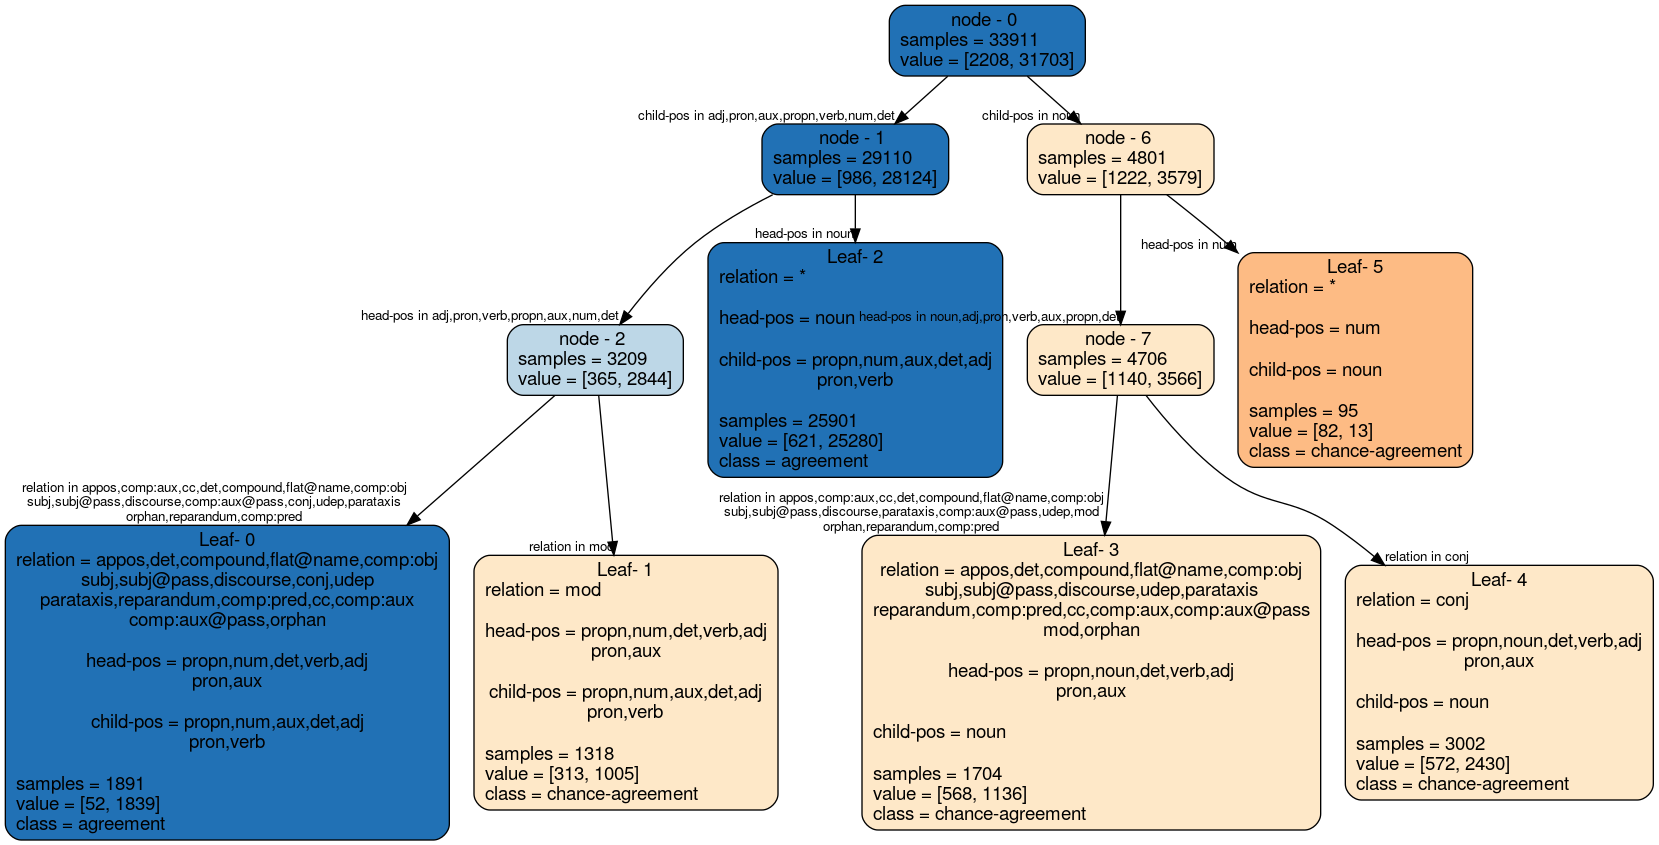 node - 0
samples = 33911
value = [2208, 31703]
child-pos in adj,pron,aux,propn,verb,num,det
child-pos in noun
node - 1
samples = 29110
value = [986, 28124]
node - 6
samples = 4801
value = [1222, 3579]
head-pos in adj,pron,verb,propn,aux,num,det
head-pos in noun
head-pos in noun,adj,pron,verb,aux,propn,det
head-pos in num
node - 2
samples = 3209
value = [365, 2844]
Leaf- 2
relation = *
head-pos = noun
child-pos = propn,num,aux,det,adj
pron,verb
samples = 25901
value = [621, 25280]
class = agreement
node - 7
samples = 4706
value = [1140, 3566]
Leaf- 5
relation = *
head-pos = num
child-pos = noun
samples = 95
value = [82, 13]
class = chance-agreement
relation in appos,comp:aux,cc,det,compound,flat@name,comp:obj
subj,subj@pass,discourse,comp:aux@pass,conj,udep,parataxis
orphan,reparandum,comp:pred
relation in mod
relation in appos,comp:aux,cc,det,compound,flat@name,comp:obj
subj,subj@pass,discourse,parataxis,comp:aux@pass,udep,mod
orphan,reparandum,comp:pred
relation in conj
Leaf- 0
relation = appos,det,compound,flat@name,comp:obj
subj,subj@pass,discourse,conj,udep
parataxis,reparandum,comp:pred,cc,comp:aux
comp:aux@pass,orphan
head-pos = propn,num,det,verb,adj
pron,aux
child-pos = propn,num,aux,det,adj
pron,verb
samples = 1891
value = [52, 1839]
class = agreement
Leaf- 1
relation = mod
head-pos = propn,num,det,verb,adj
pron,aux
child-pos = propn,num,aux,det,adj
pron,verb
samples = 1318
value = [313, 1005]
class = chance-agreement
Leaf- 3
relation = appos,det,compound,flat@name,comp:obj
subj,subj@pass,discourse,udep,parataxis
reparandum,comp:pred,cc,comp:aux,comp:aux@pass
mod,orphan
head-pos = propn,noun,det,verb,adj
pron,aux
child-pos = noun
samples = 1704
value = [568, 1136]
class = chance-agreement
Leaf- 4
relation = conj
head-pos = propn,noun,det,verb,adj
pron,aux
child-pos = noun
samples = 3002
value = [572, 2430]
class = chance-agreement